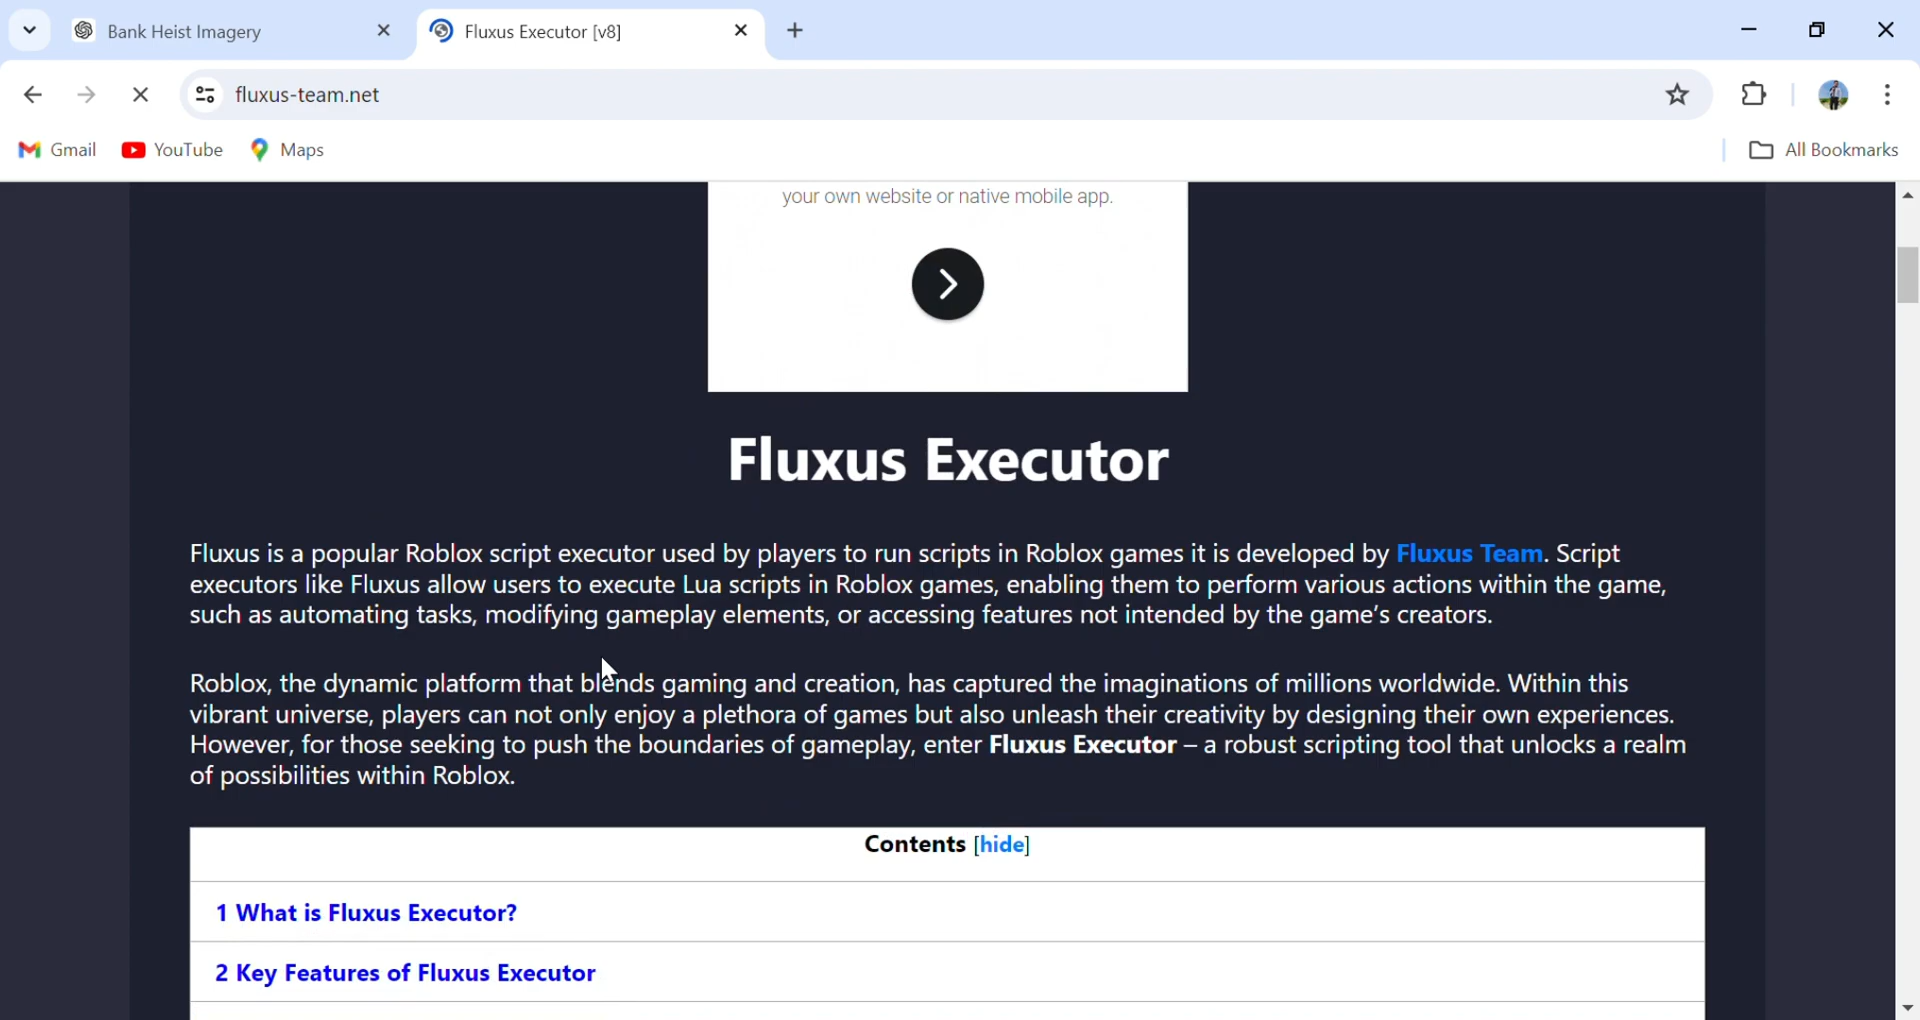 Bank Heist Imagery
Fluxus Executor [v8]
fluxus-team.net
Gmail
YouTube
Maps
All Bookmarks
your own website or native mobile app.
Fluxus Executor
Fluxus is a popular Roblox script executor used by players to run scripts in Roblox games it is developed by Fluxus Team. Script
executors like Fluxus allow users to execute Lua scripts in Roblox games, enabling them to perform various actions within the game,
such as automating tasks, modifying gameplay elements, or accessing features not intended by the game's creators.
Roblox, the dynamic platform that blends gaming and creation, has captured the imaginations of millions worldwide. Within this
vibrant universe, players can not only enjoy a plethora of games but also unleash their creativity by designing their own experiences.
However, for those seeking to push the boundaries of gameplay, enter Fluxus Executor – a robust scripting tool that unlocks a realm
of possibilities within Roblox.
Contents [hide]
1 What is Fluxus Executor?
2 Key Features of Fluxus Executor